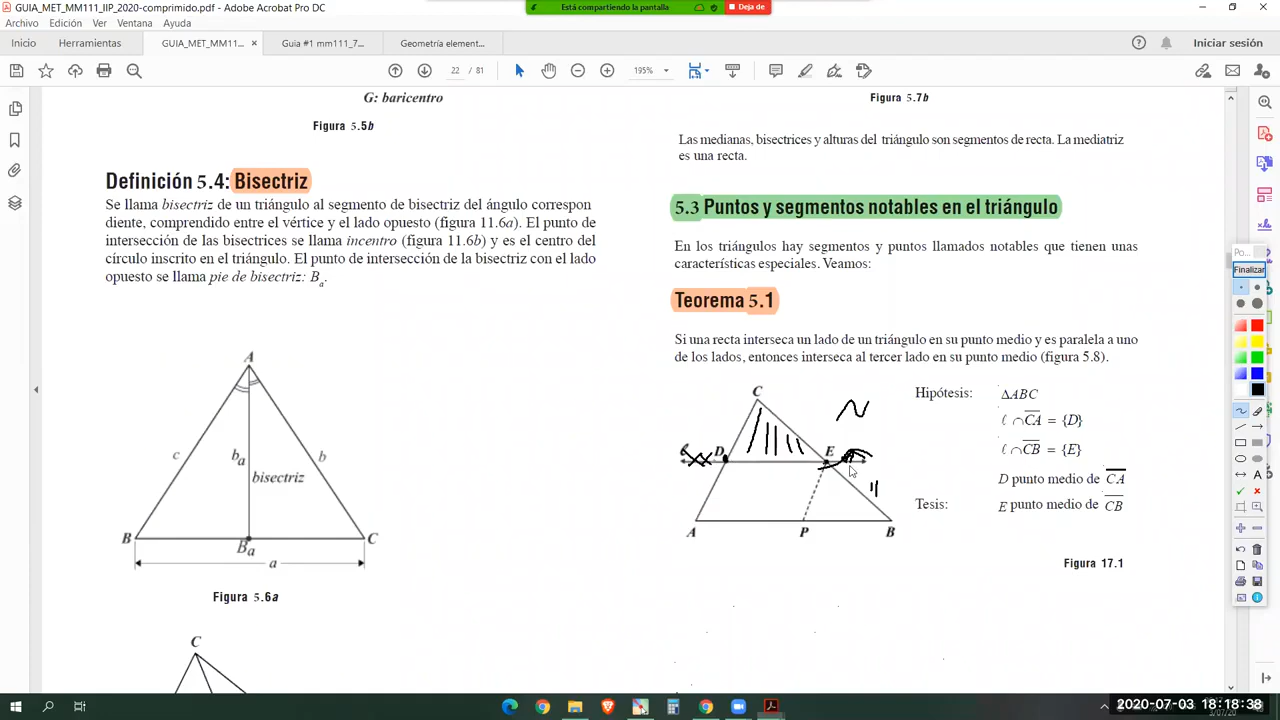 GUIA_MET_MM111_IIP_2020-comprimido.pdf - Adobe Acrobat Pro DC
Está compartiendo la pantalla
Deja de
Archivo Edición Ver Ventana Ayuda
Inicio Herramientas GUIA_MET_MM11... × Guia #1 mm111_7... Geometría element... Iniciar sesión
22 / 81 195%
G: baricentro
Figura 5.5b
Definición 5.4: Bisectriz
Se llama bisectriz de un triángulo al segmento de bisectriz del ángulo correspon
diente, comprendido entre el vértice y el lado opuesto (figura 11.6a). El punto de
intersección de las bisectrices se llama incentro (figura 11.6b) y es el centro del
círculo inscrito en el triángulo. El punto de intersección de la bisectriz con el lado
opuesto se llama pie de bisectriz: Ba.
A
c ba b
bisectriz
B Ba C
a
Figura 5.6a
C
Figura 5.7b
Las medianas, bisectrices y alturas del triángulo son segmentos de recta. La mediatriz
es una recta.
5.3 Puntos y segmentos notables en el triángulo
En los triángulos hay segmentos y puntos llamados notables que tienen unas
características especiales. Veamos:
Teorema 5.1
Si una recta interseca un lado de un triángulo en su punto medio y es paralela a uno
de los lados, entonces interseca al tercer lado en su punto medio (figura 5.8).
C
D E
A P B
Hipótesis: ΔABC
ℓ ∩ CA = {D}
ℓ ∩ CB = {E}
D punto medio de CA
Tesis: E punto medio de CB
Figura 17.1
Po...
Finalizar
A
2020-07-03 18:18:38